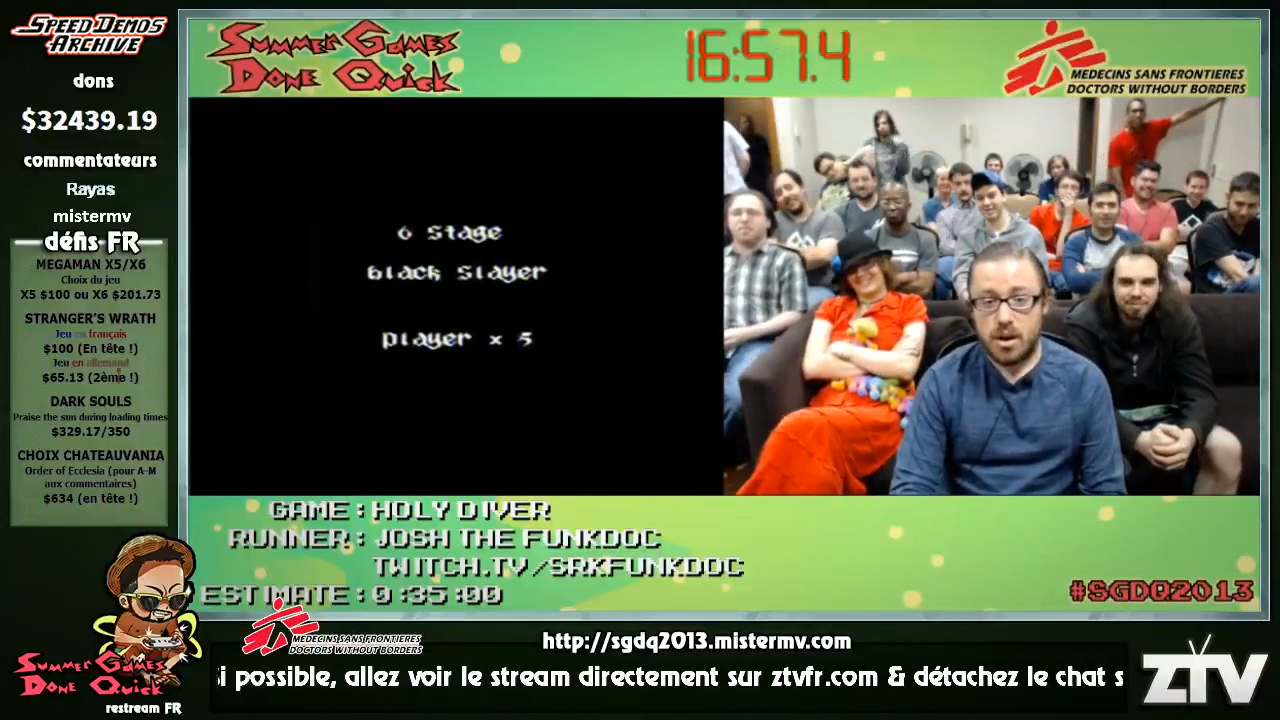 SPEED DEMOS
ARCHIVE
dons
$32439.19
commentateurs
Rayas
mistermv
défis FR
MEGAMAN X5/X6
Choix du jeu
X5 $100 ou X6 $201.73
STRANGER'S WRATH
Jeu en français
$100 (En tête !)
Jeu en allemand
$65.13 (2ème !)
DARK SOULS
Praise the sun during loading times
$329.17/350
CHOIX CHATEAUVANIA
Order of Ecclesia (pour A-M
aux commentaires)
$634 (en tête !)
SUMMER GAMES
DONE QUICK
restream FR
SUMMER GAMES
DONE QUICK
16:57.4
MEDECINS SANS FRONTIERES
DOCTORS WITHOUT BORDERS
6 stage
black slayer
player x 5
GAME : HOLY DIVER
RUNNER : JOSH THE FUNKDOC
TWITCH.TV/SRKFUNKDOC
ESTIMATE : 0:35:00
#SGDQ2013
MEDECINS SANS FRONTIERES
DOCTORS WITHOUT BORDERS
http://sgdq2013.mistermv.com
si possible, allez voir le stream directement sur ztvfr.com & détachez le chat s
ZTV